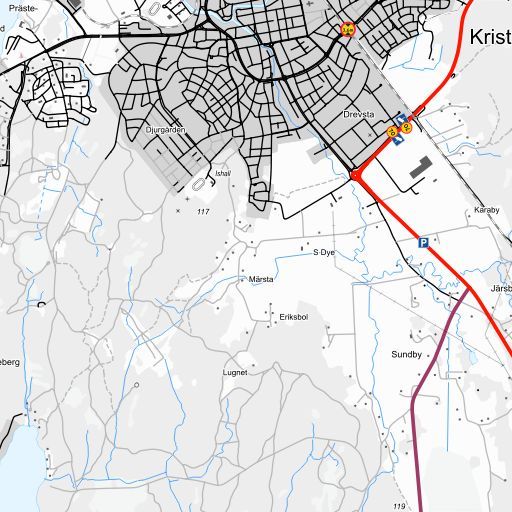 Präste-
Krist
Drevsta
Djurgården
Ishall
117
Karaby
P
S Dye
Märsta
Järsb
Eriksbol
Sundby
eberg
Lugnet
119